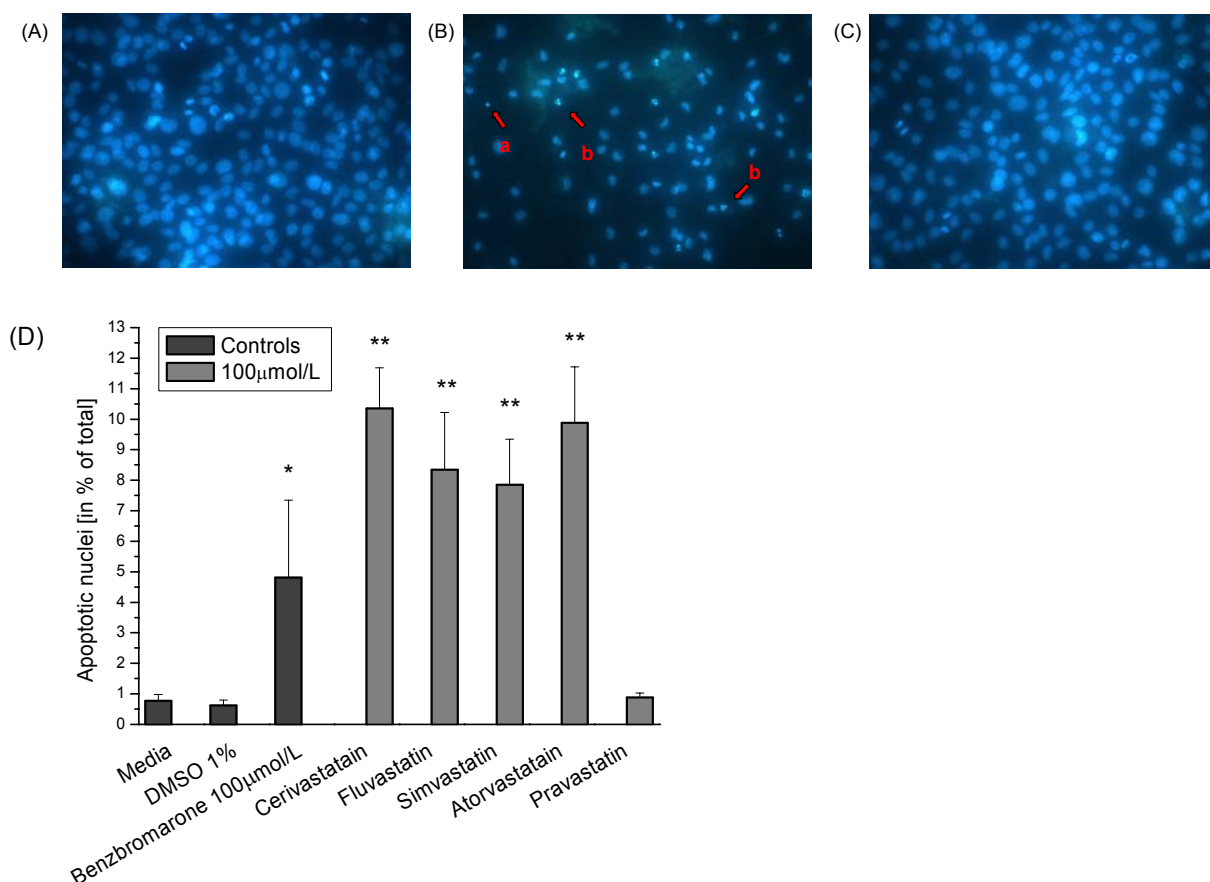 (A)
(B)
(C)
a
b
b
(D)
Apoptotic nuclei [in % of total]
13
12
11
10
9
8
7
6
5
4
3
2
1
0
Controls
100μmol/L
*
**
**
**
**
Media
DMSO 1%
Benzbromarone 100μmol/L
Cerivastatain
Fluvastatin
Simvastatin
Atorvastatain
Pravastatin